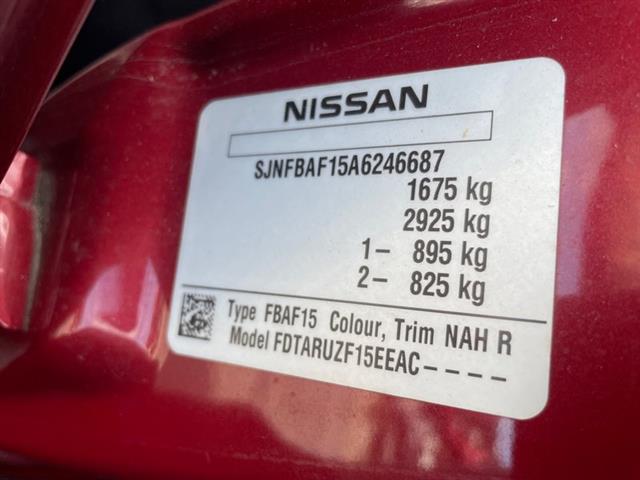 NISSAN
SJNFBAF15A6246687
1675 kg
2925 kg
1– 895 kg
2– 825 kg
Type FBAF15 Colour, Trim NAH R
Model FDTARUZF15EEAC––––